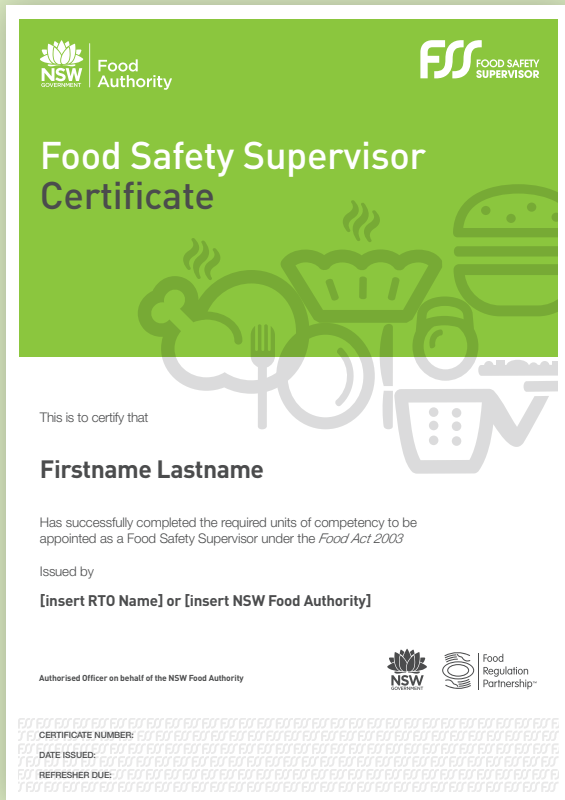 NSW
GOVERNMENT
Food
Authority
FSS
FOOD SAFETY
SUPERVISOR
Food Safety Supervisor
Certificate
This is to certify that
Firstname Lastname
Has successfully completed the required units of competency to be
appointed as a Food Safety Supervisor under the Food Act 2003
Issued by
[insert RTO Name] or [insert NSW Food Authority]
Authorised Officer on behalf of the NSW Food Authority
NSW
GOVERNMENT
Food
Regulation
Partnership™
CERTIFICATE NUMBER:
DATE ISSUED:
REFRESHER DUE: